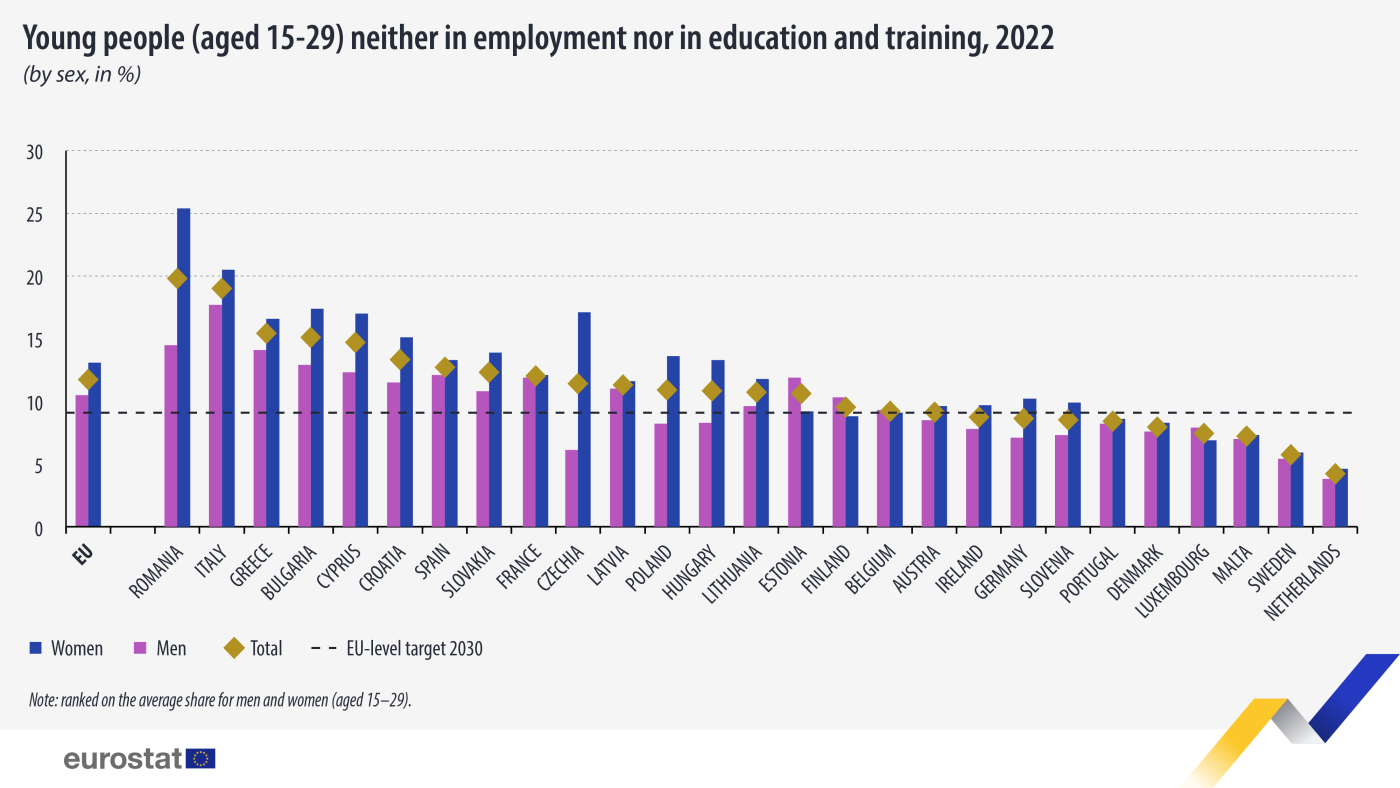 Young people (aged 15-29) neither in employment nor in education and training, 2022
(by sex, in %)
30
25
20
15
10
5
0
EU
ROMANIA
ITALY
GREECE
BULGARIA
CYPRUS
CROATIA
SPAIN
SLOVAKIA
FRANCE
CZECHIA
LATVIA
POLAND
HUNGARY
LITHUANIA
ESTONIA
FINLAND
BELGIUM
AUSTRIA
IRELAND
GERMANY
SLOVENIA
PORTUGAL
DENMARK
LUXEMBOURG
MALTA
SWEDEN
NETHERLANDS
Women Men Total EU-level target 2030
Note: ranked on the average share for men and women (aged 15–29).
eurostat